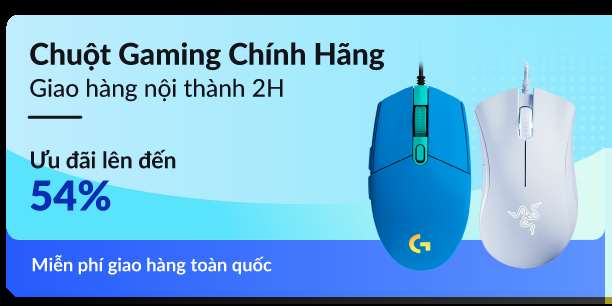 Chuột Gaming Chính Hãng
Giao hàng nội thành 2H
Ưu đãi lên đến
54%
Miễn phí giao hàng toàn quốc